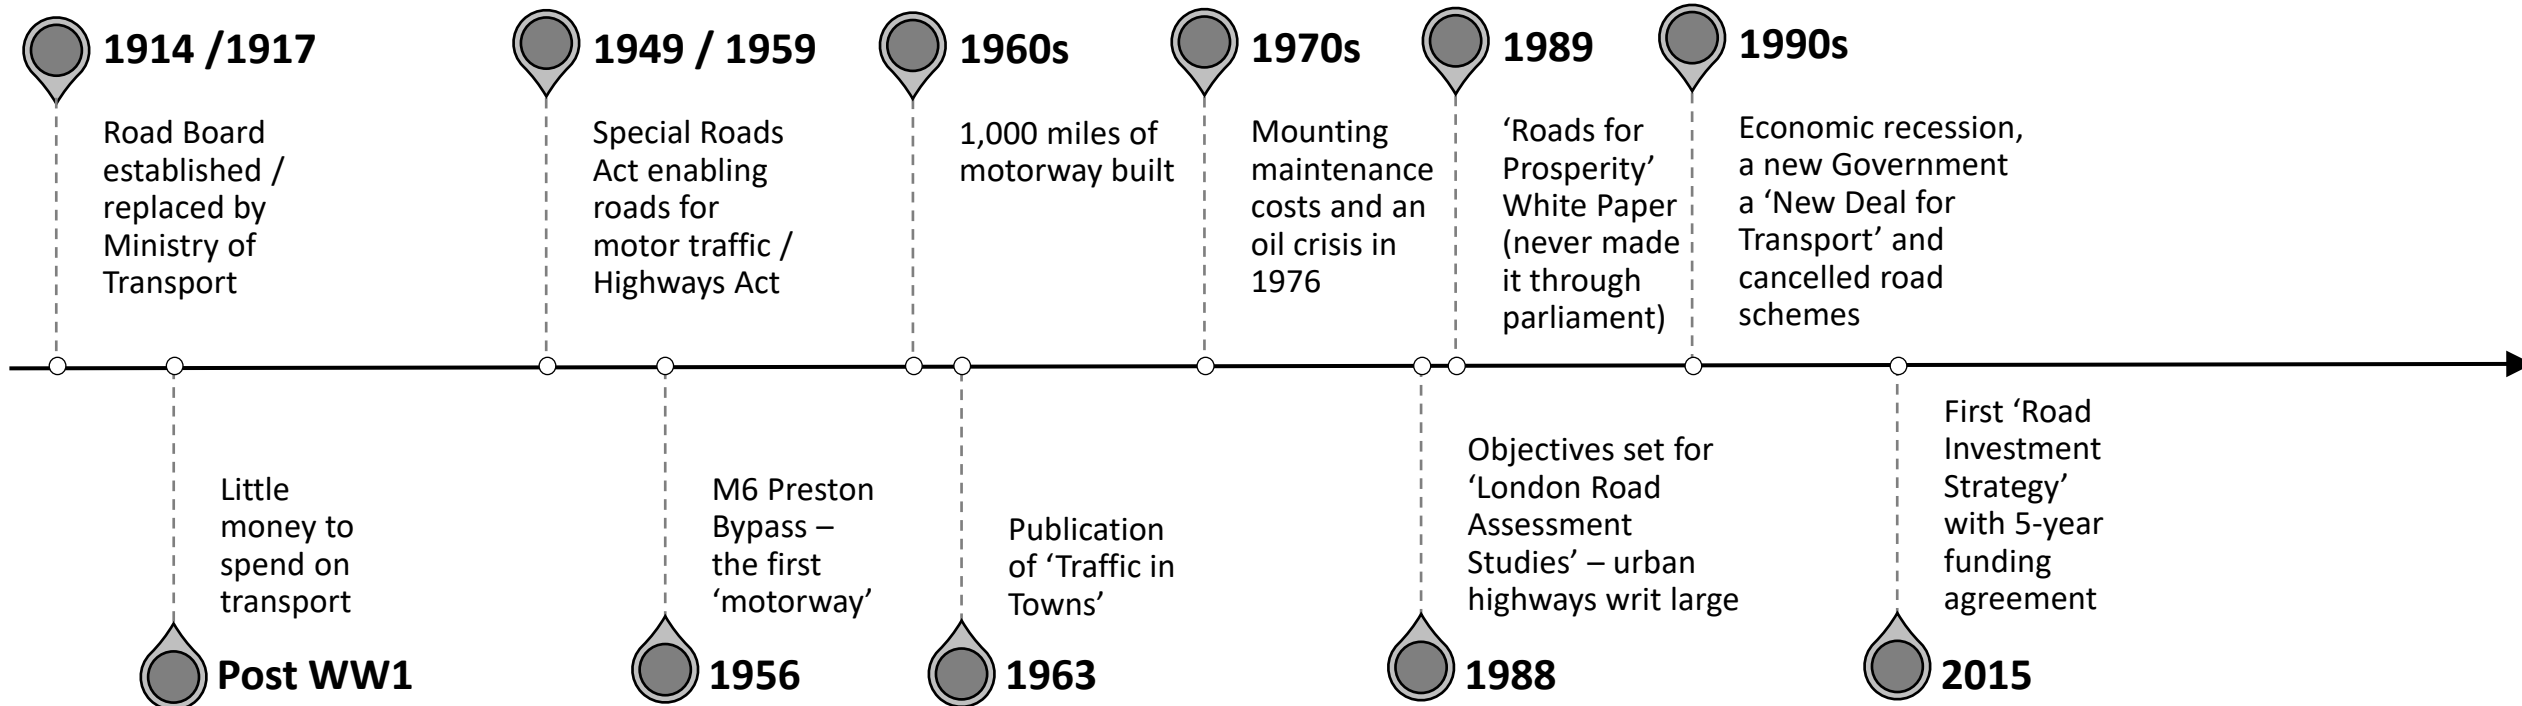 1914 /1917
Road Board
established /
replaced by
Ministry of
Transport
Little
money to
spend on
transport
Post WW1
1949 / 1959
Special Roads
Act enabling
roads for
motor traffic /
Highways Act
M6 Preston
Bypass –
the first
‘motorway’
1956
1960s
1,000 miles of
motorway built
Publication
of ‘Traffic in
Towns’
1963
1970s
Mounting
maintenance
costs and an
oil crisis in
1976
Objectives set for
‘London Road
Assessment
Studies’ – urban
highways writ large
1988
1989
‘Roads for
Prosperity’
White Paper
(never made
it through
parliament)
1990s
Economic recession,
a new Government
a ‘New Deal for
Transport’ and
cancelled road
schemes
First ‘Road
Investment
Strategy’
with 5-year
funding
agreement
2015